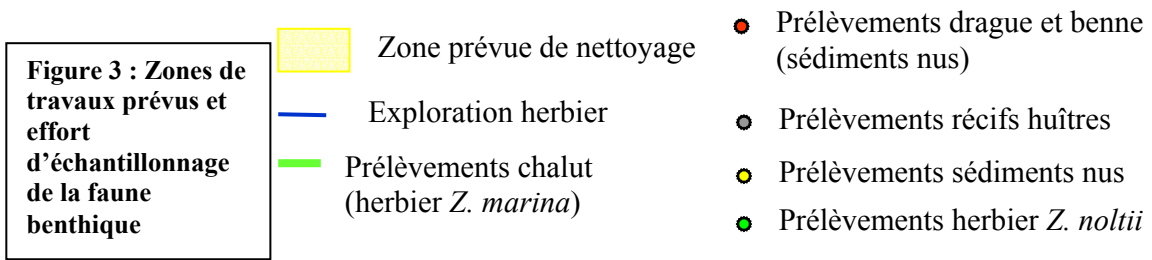 Figure 3 : Zones de
travaux prévus et
effort
d’échantillonnage
de la faune
benthique
Zone prévue de nettoyage
Exploration herbier
Prélèvements chalut
(herbier Z. marina)
Prélèvements drague et benne
(sédiments nus)
Prélèvements récifs huîtres
Prélèvements sédiments nus
Prélèvements herbier Z. noltii